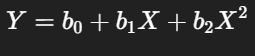 Y = b₀ + b₁X + b₂X²